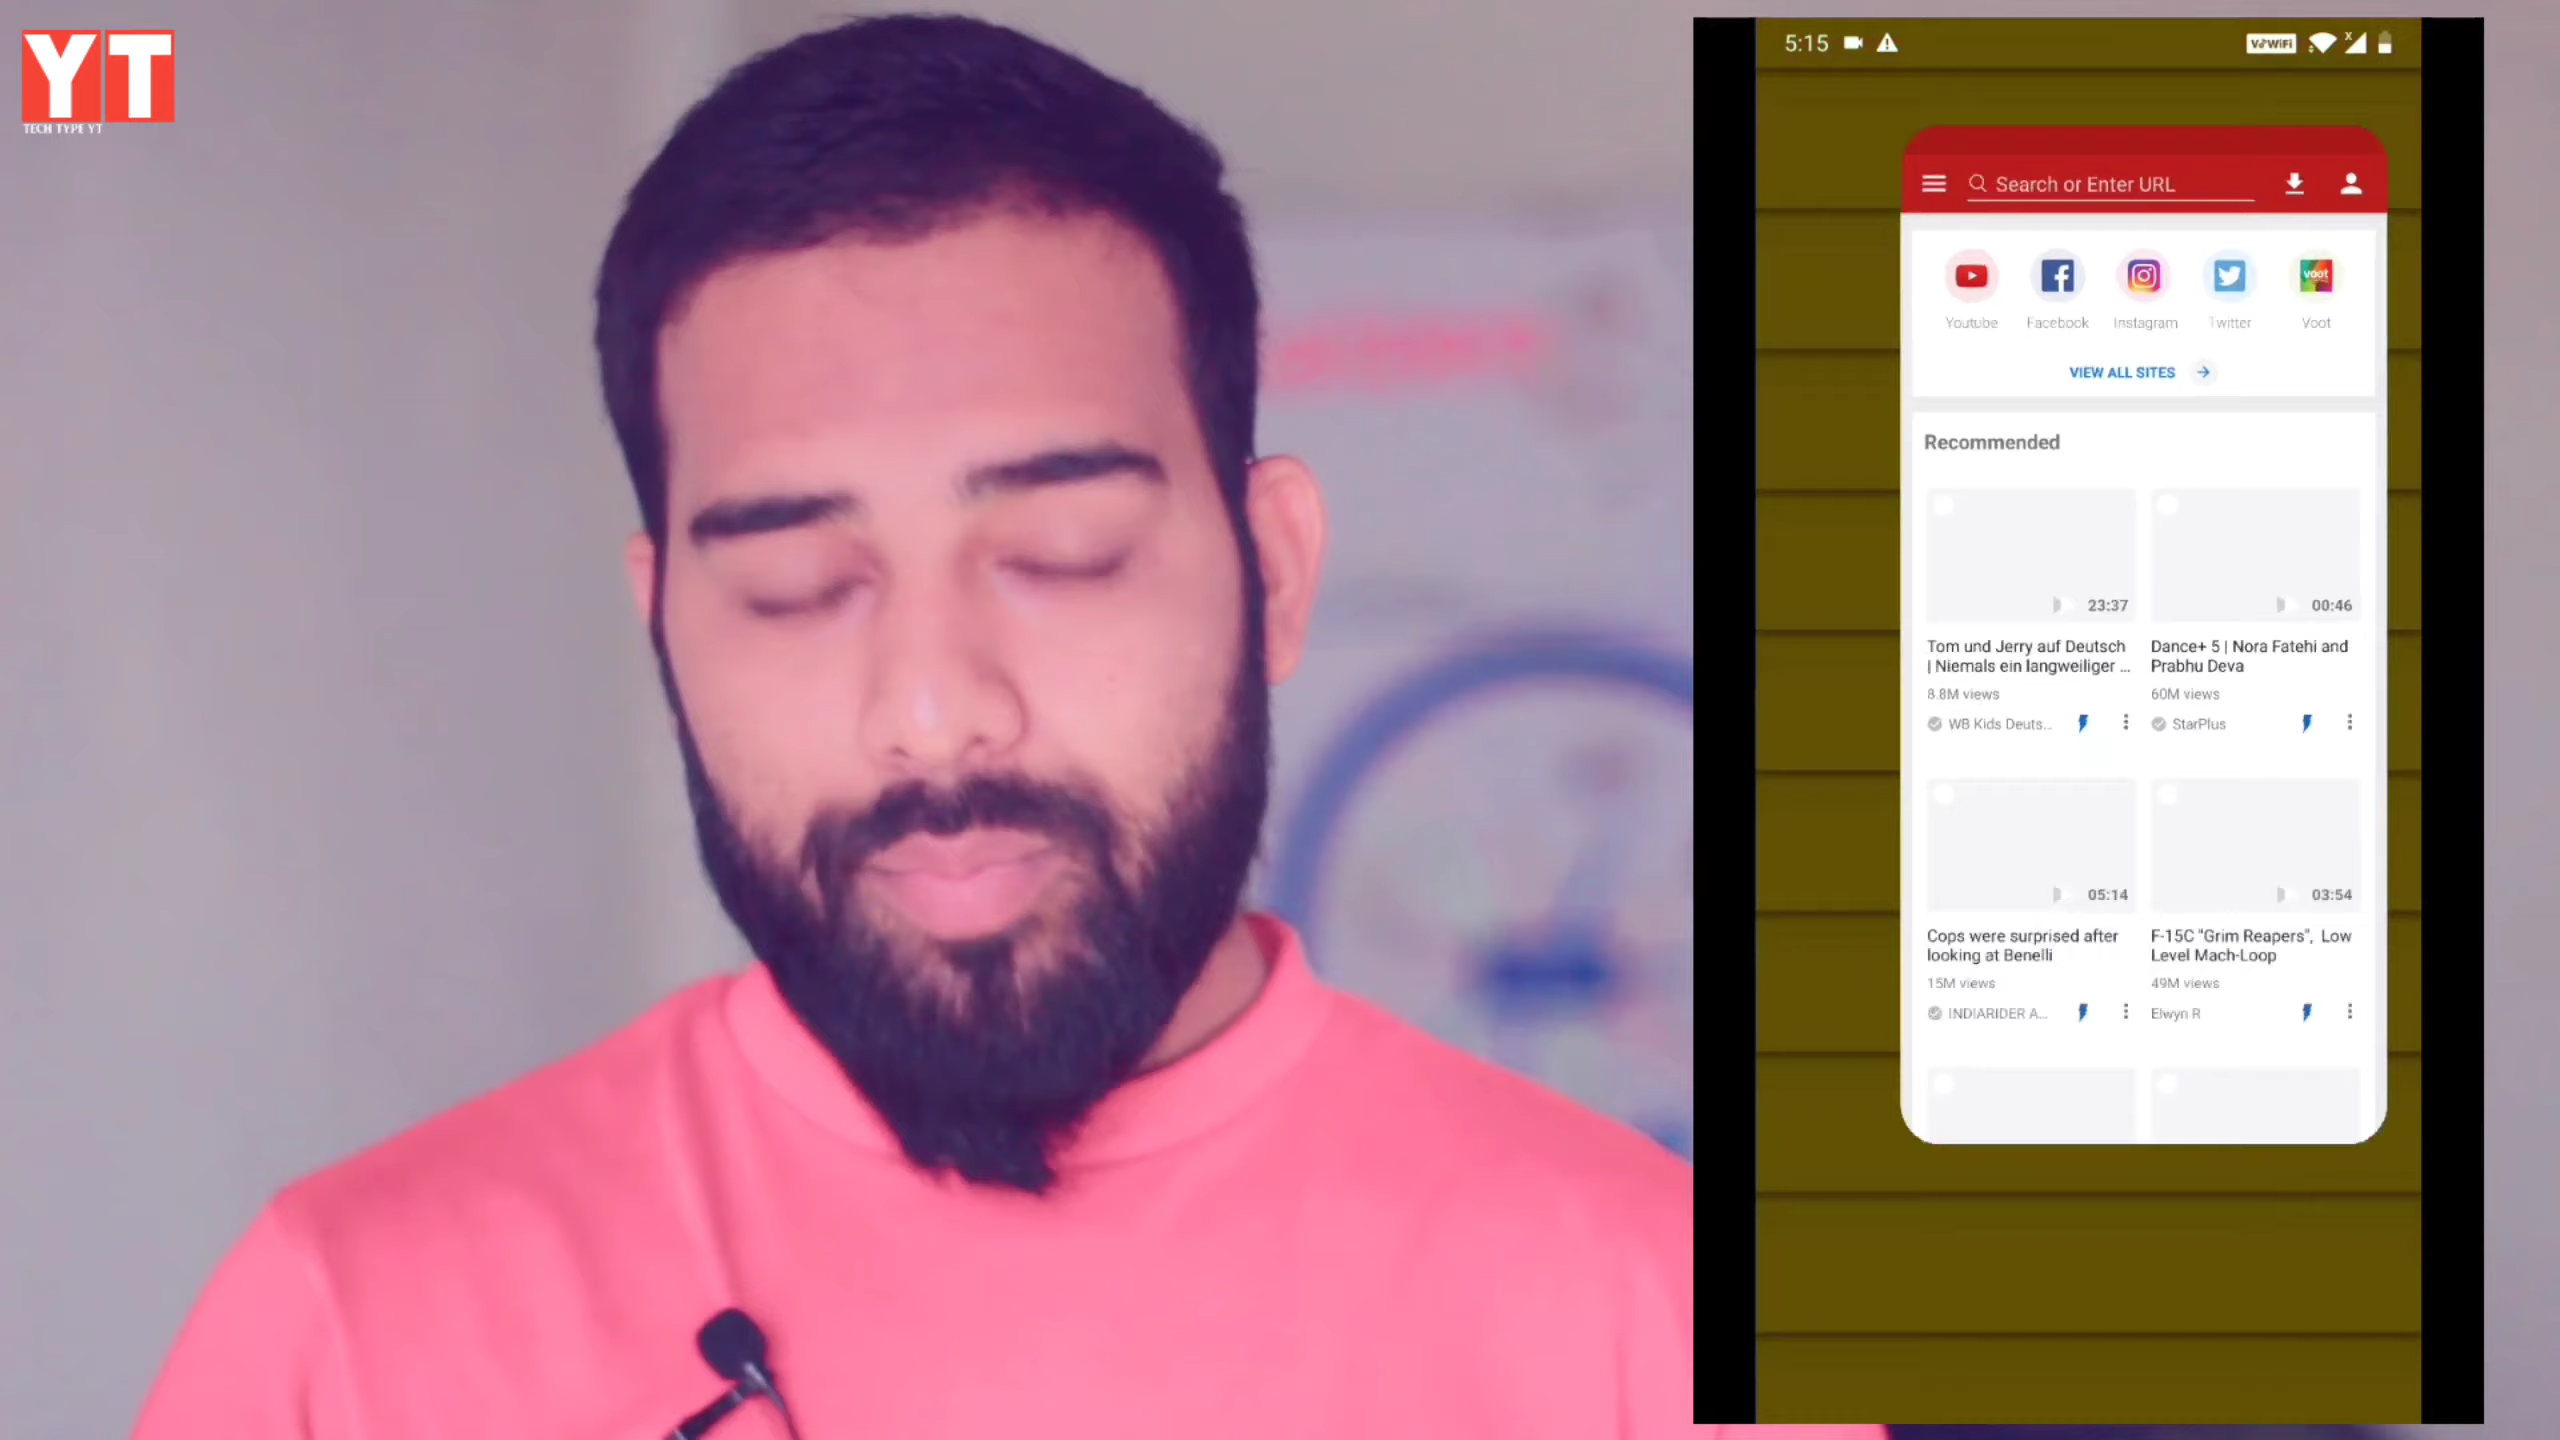 YT
TECH TYPE YT
5:15
VoWiFi
x
Search or Enter URL
Youtube
Facebook
Instagram
Twitter
voot
Voot
VIEW ALL SITES
Recommended
23:37
00:46
Tom und Jerry auf Deutsch
| Niemals ein langweiliger ...
8.8M views
WB Kids Deuts...
Dance+ 5 | Nora Fatehi and
Prabhu Deva
60M views
StarPlus
05:14
03:54
Cops were surprised after
looking at Benelli
15M views
INDIARIDER A...
F-15C "Grim Reapers", Low
Level Mach-Loop
49M views
Elwyn R